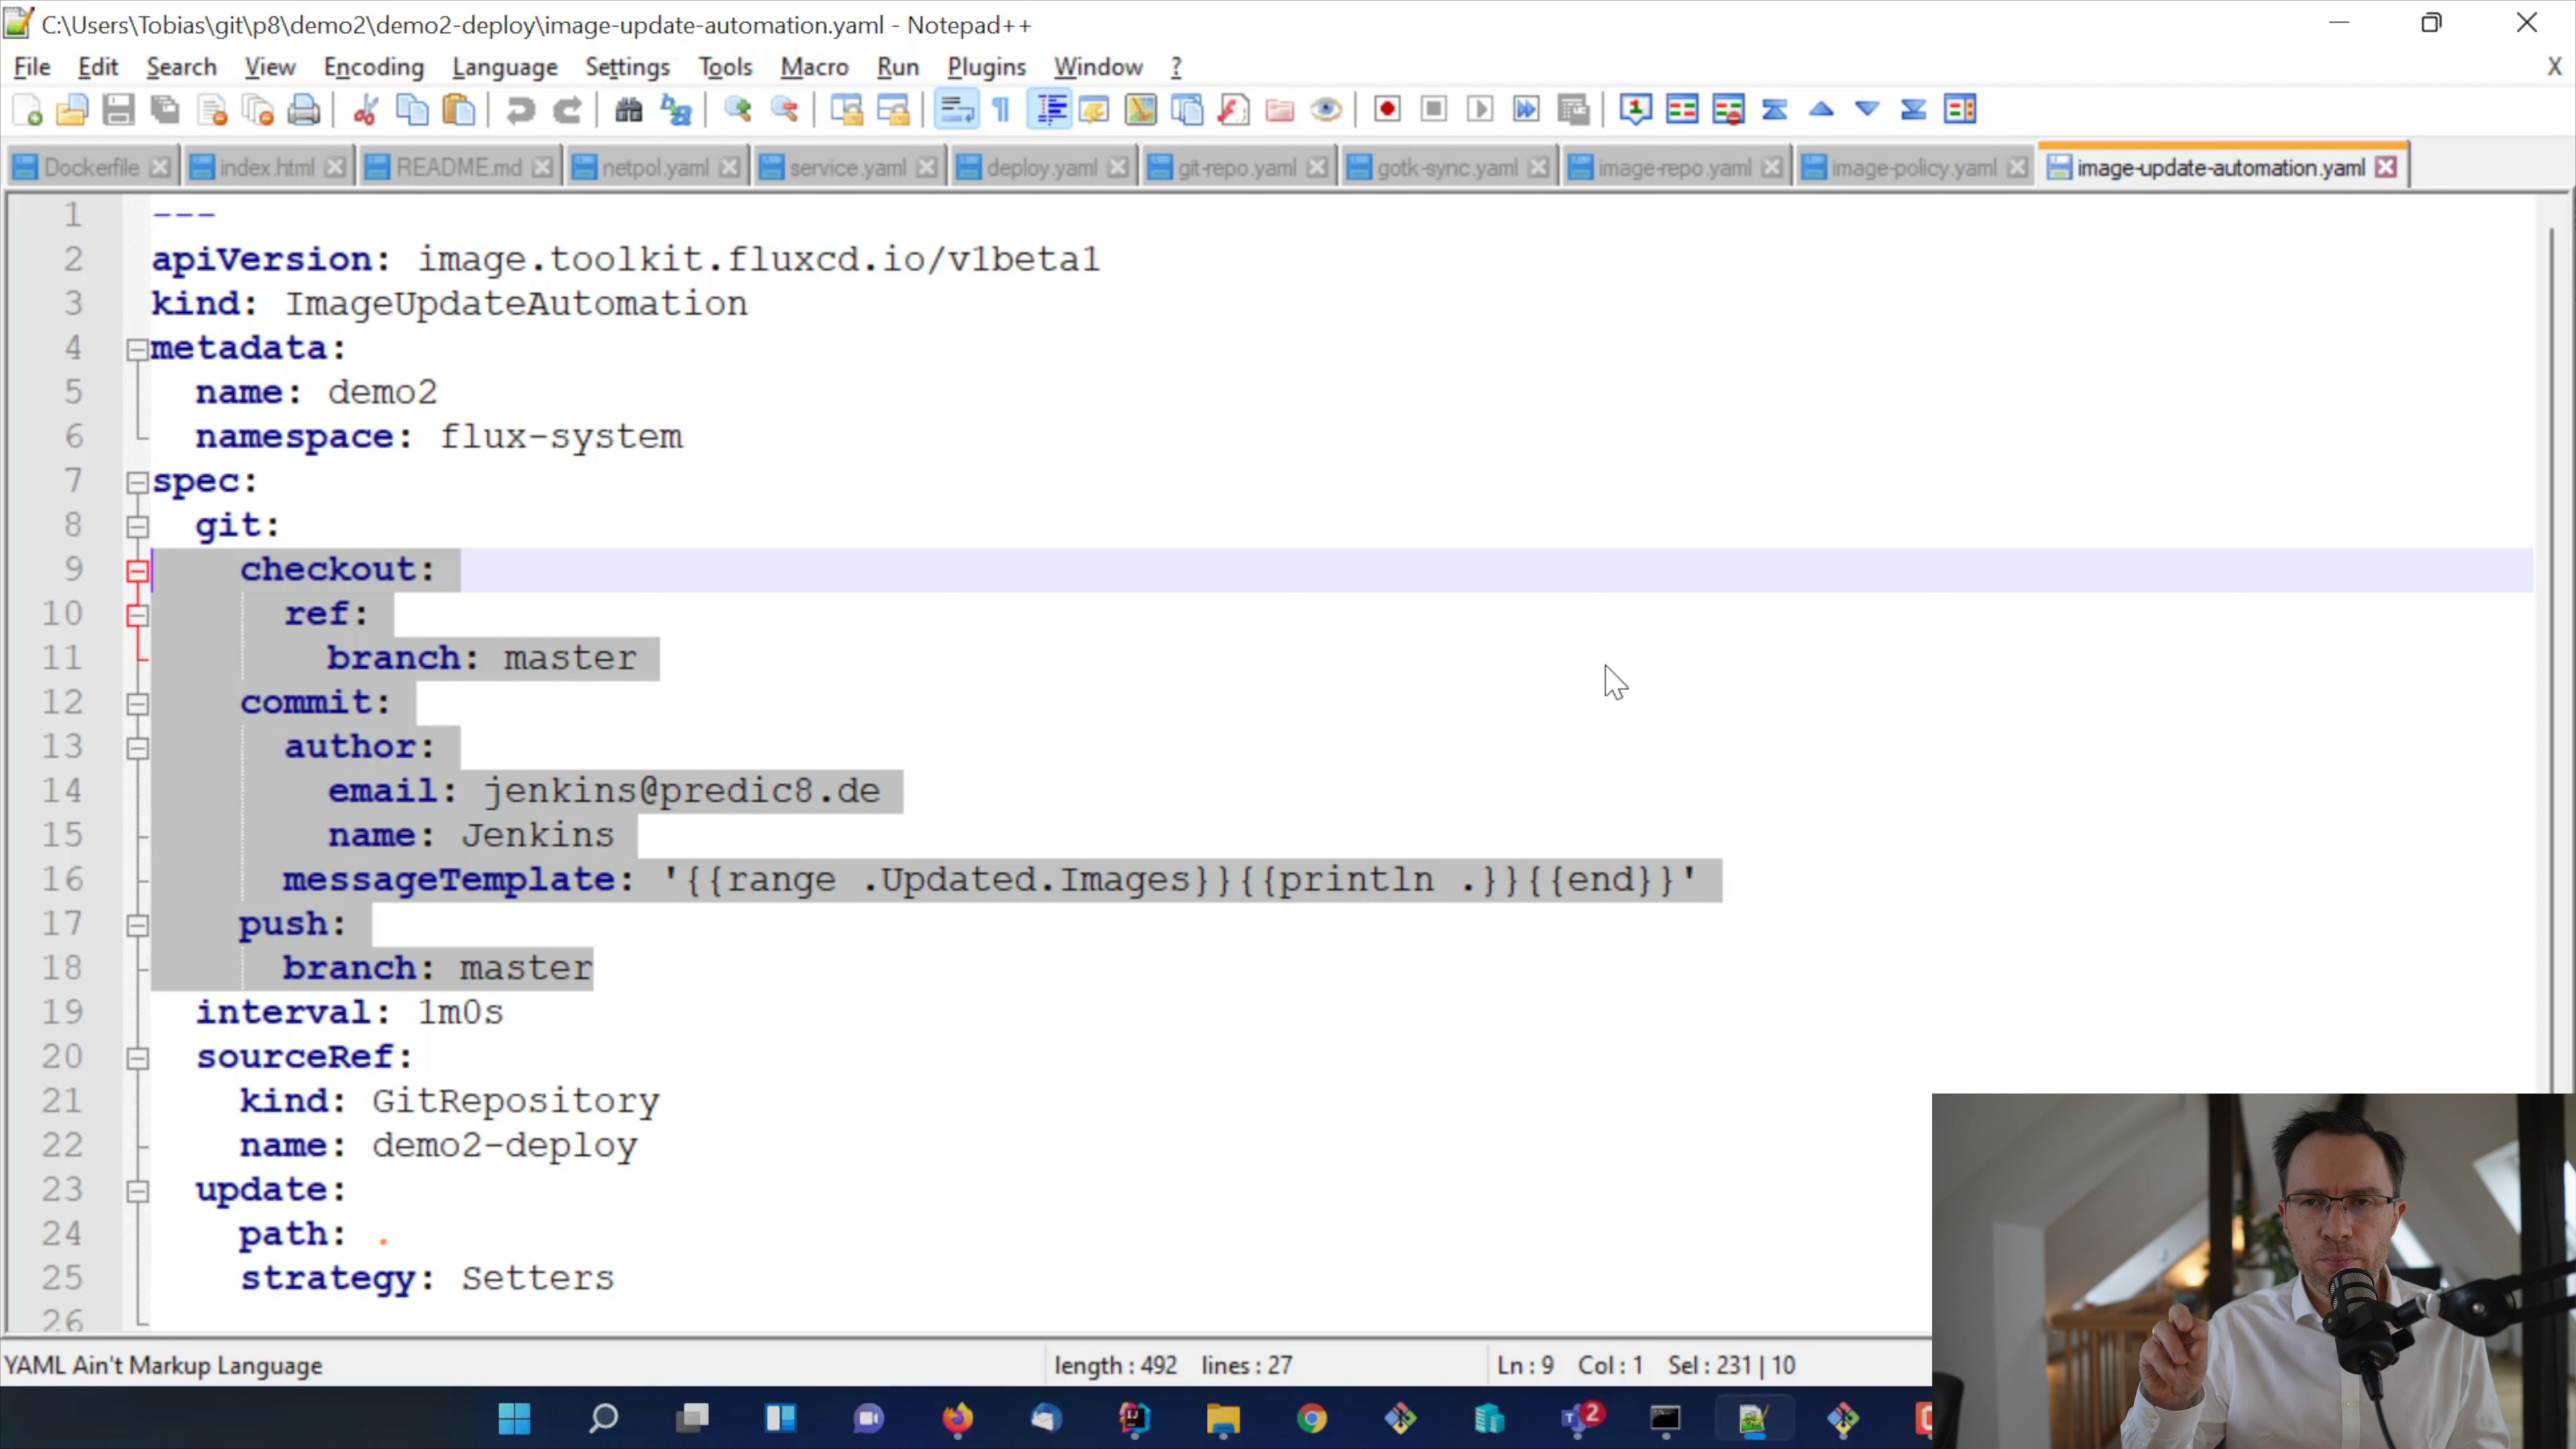 C:\Users\Tobias\git\p8\demo2\demo2-deploy\image-update-automation.yaml - Notepad++
File Edit Search View Encoding Language Settings Tools Macro Run Plugins Window ? X
Dockerfile index.html README.md netpol.yaml service.yaml deploy.yaml git-repo.yaml gotk-sync.yaml image-repo.yaml image-policy.yaml image-update-automation.yaml
1 ---
2 apiVersion: image.toolkit.fluxcd.io/v1beta1
3 kind: ImageUpdateAutomation
4 metadata:
5 name: demo2
6 namespace: flux-system
7 spec:
8 git:
9 checkout:
10 ref:
11 branch: master
12 commit:
13 author:
14 email: jenkins@predic8.de
15 name: Jenkins
16 messageTemplate: '{{range .Updated.Images}}{{println .}}{{end}}'
17 push:
18 branch: master
19 interval: 1m0s
20 sourceRef:
21 kind: GitRepository
22 name: demo2-deploy
23 update:
24 path: .
25 strategy: Setters
26
YAML Ain't Markup Language length : 492 lines : 27 Ln : 9 Col : 1 Sel : 231 | 10
2